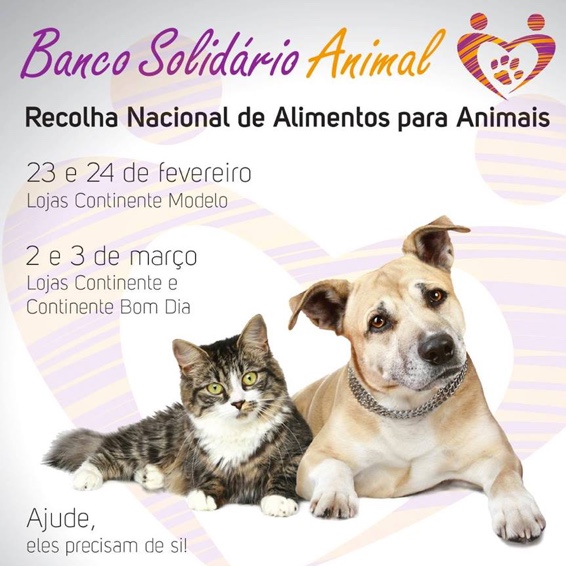 Banco Solidário Animal
Recolha Nacional de Alimentos para Animais
23 e 24 de fevereiro
Lojas Continente Modelo
2 e 3 de março
Lojas Continente e
Continente Bom Dia
Ajude,
eles precisam de si!